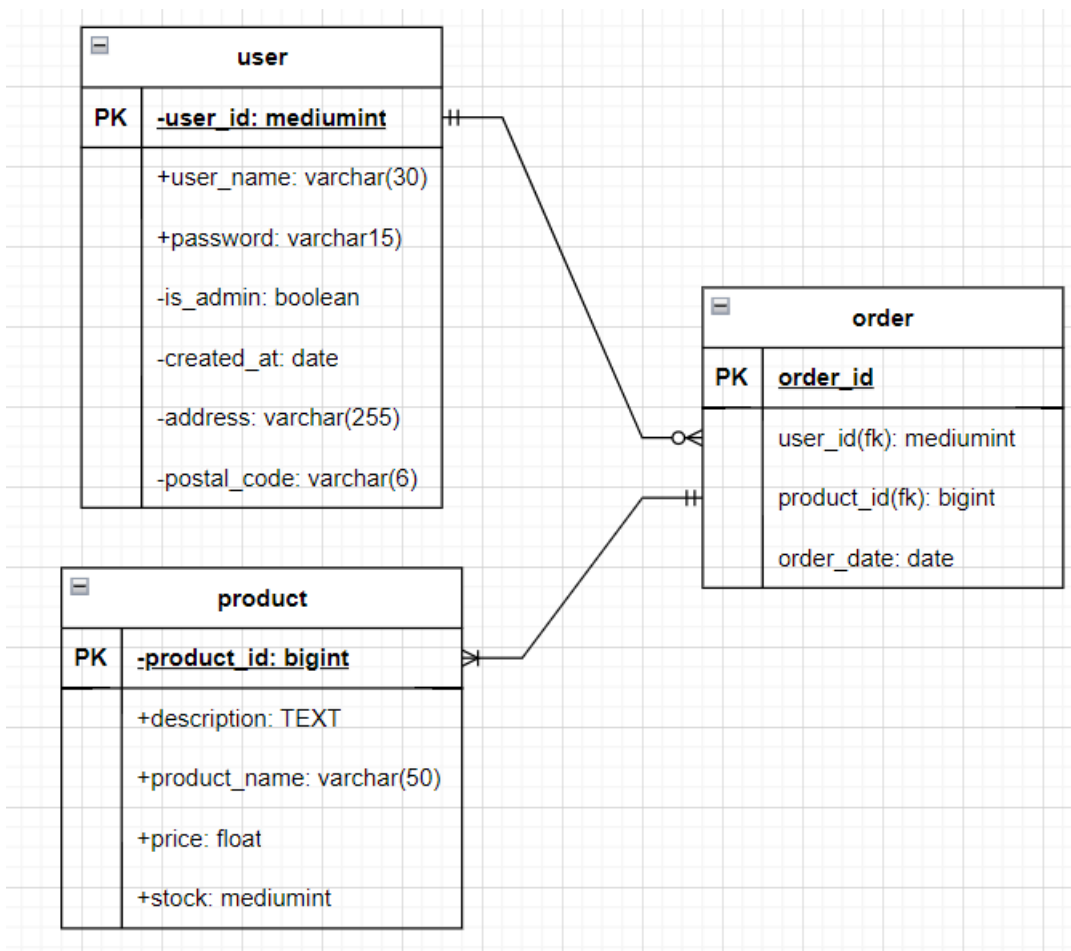 user
PK -user_id: mediumint
+user_name: varchar(30)
+password: varchar15)
-is_admin: boolean
-created_at: date
-address: varchar(255)
-postal_code: varchar(6)
order
PK order_id
user_id(fk): mediumint
product_id(fk): bigint
order_date: date
product
PK -product_id: bigint
+description: TEXT
+product_name: varchar(50)
+price: float
+stock: mediumint